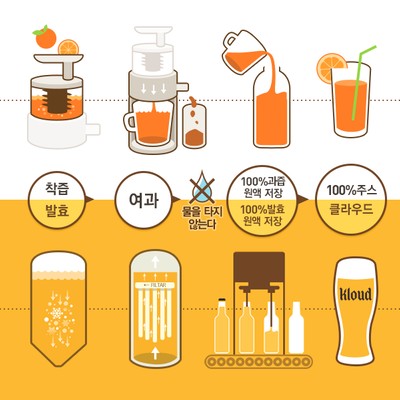 착즙
발효
여과
물을 타지
않는다
100%과즙
원액 저장
100%발효
원액 저장
100%주스
클라우드
FILTAR
kloud